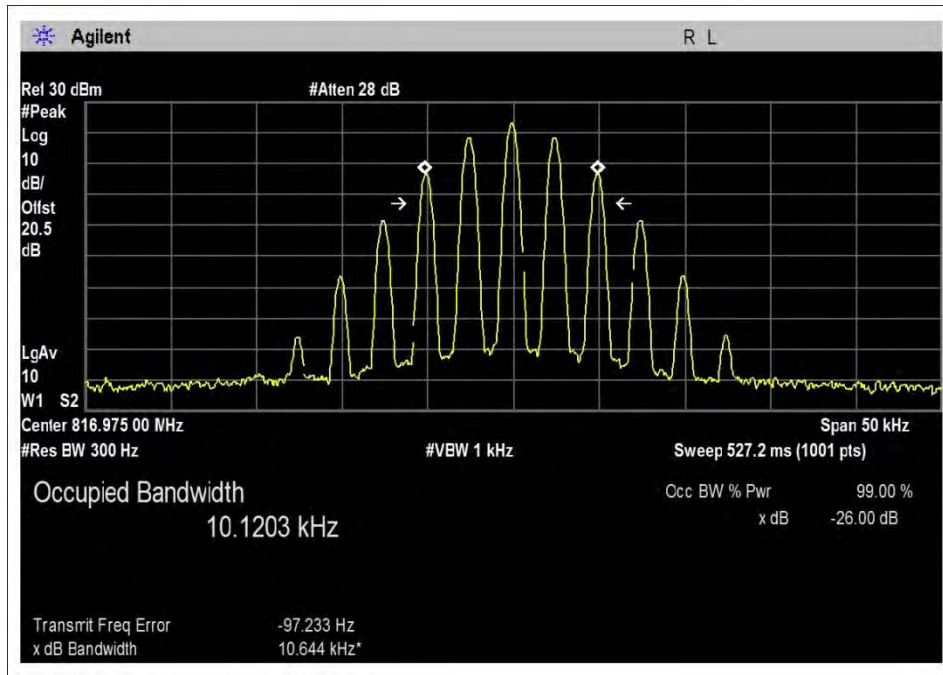 Agilent R L
Rel 30 dBm #Atten 28 dB
#Peak
Log
10
dB/
Offst
20.5
dB
LgAv
10
W1 S2
Center 816.975 00 MHz Span 50 kHz
#Res BW 300 Hz #VBW 1 kHz Sweep 527.2 ms (1001 pts)
Occupied Bandwidth Occ BW % Pwr 99.00 %
10.1203 kHz x dB -26.00 dB
Transmit Freq Error -97.233 Hz
x dB Bandwidth 10.644 kHz*